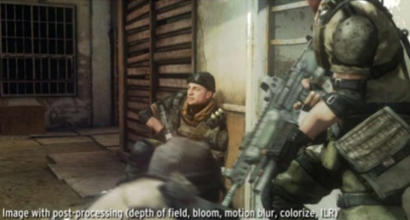 Image with post-processing (depth of field, bloom, motion blur, colorize, ILR)